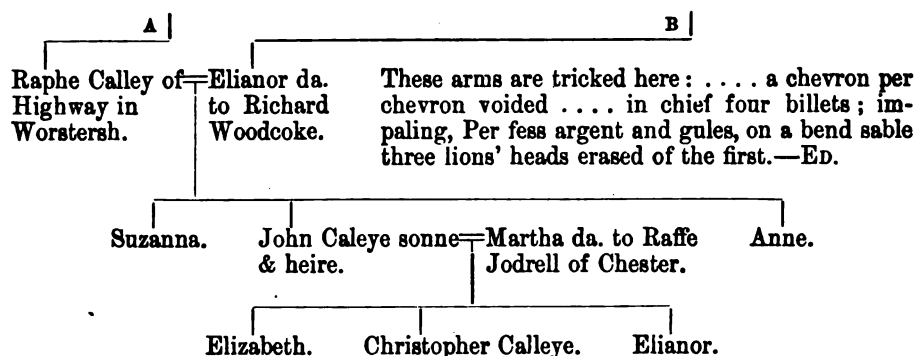 A B
Raphe Calley of Elianor da.
Highway in to Richard
Worstersh. Woodcoke.
These arms are tricked here: .... a chevron per
chevron voided .... in chief four billets; im-
paling, Per fess argent and gules, on a bend sable
three lions' heads erased of the first.—ED.
Suzanna. John Caleye sonne Martha da. to Raffe Anne.
& heire. Jodrell of Chester.
Elizabeth. Christopher Calleye. Elianor.